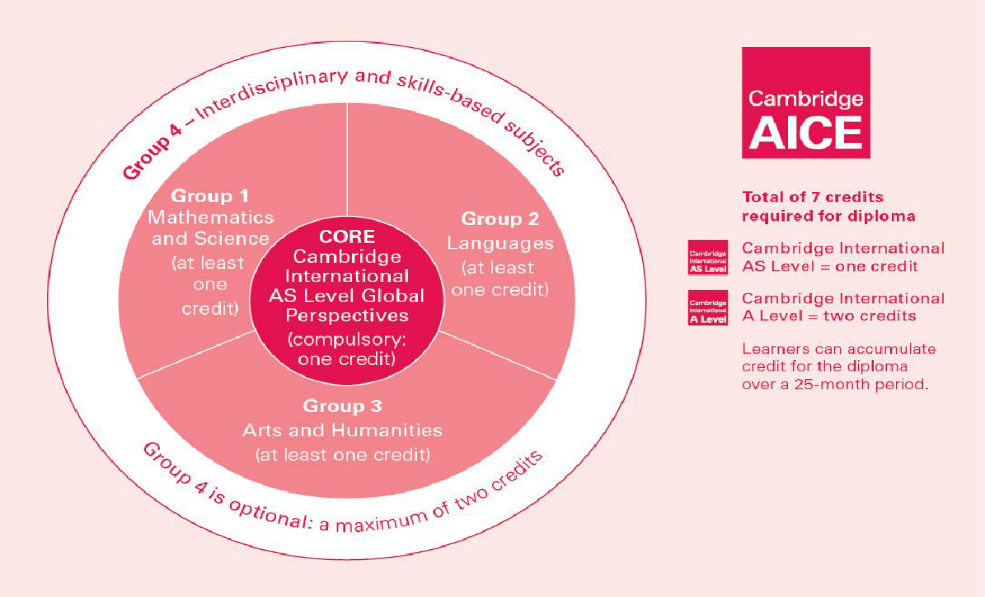 Group 4 – Interdisciplinary and skills-based subjects
Group 1
Mathematics
and Science
(at least
one
credit)
CORE
Cambridge
International
AS Level Global
Perspectives
(compulsory:
one credit)
Group 2
Languages
(at least
one credit)
Group 3
Arts and Humanities
(at least one credit)
Group 4 is optional: a maximum of two credits
Cambridge
AICE
Total of 7 credits
required for diploma
Cambridge
International
AS Level
Cambridge International
AS Level = one credit
Cambridge
International
A Level
Cambridge International
A Level = two credits
Learners can accumulate
credit for the diploma
over a 25-month period.